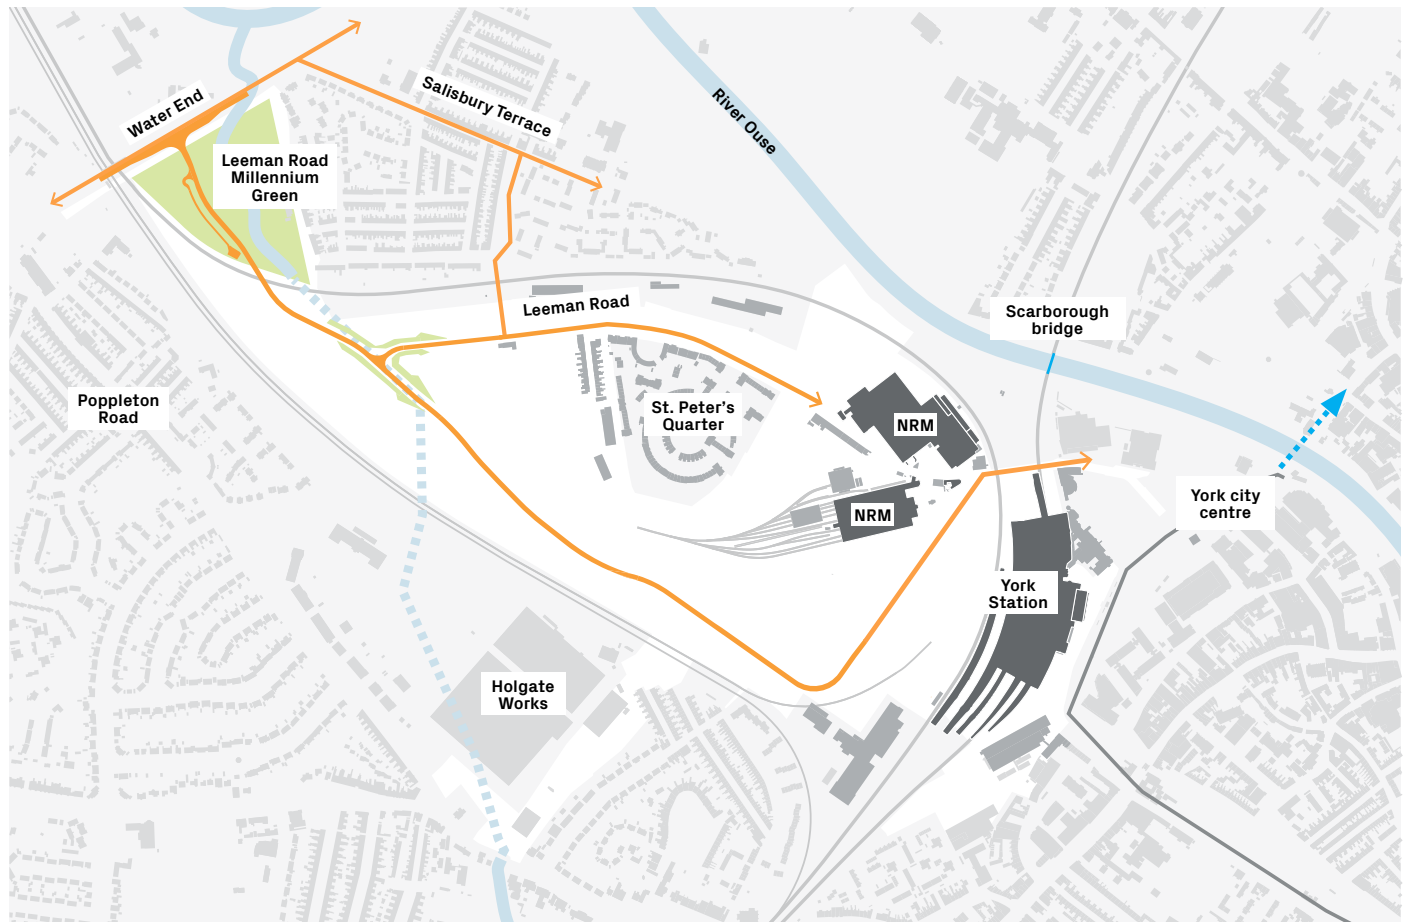 Water End
Salisbury Terrace
River Ouse
Leeman Road
Millennium
Green
Leeman Road
Scarborough
bridge
Poppleton
Road
St. Peter's
Quarter
NRM
NRM
York city
centre
York
Station
Holgate
Works